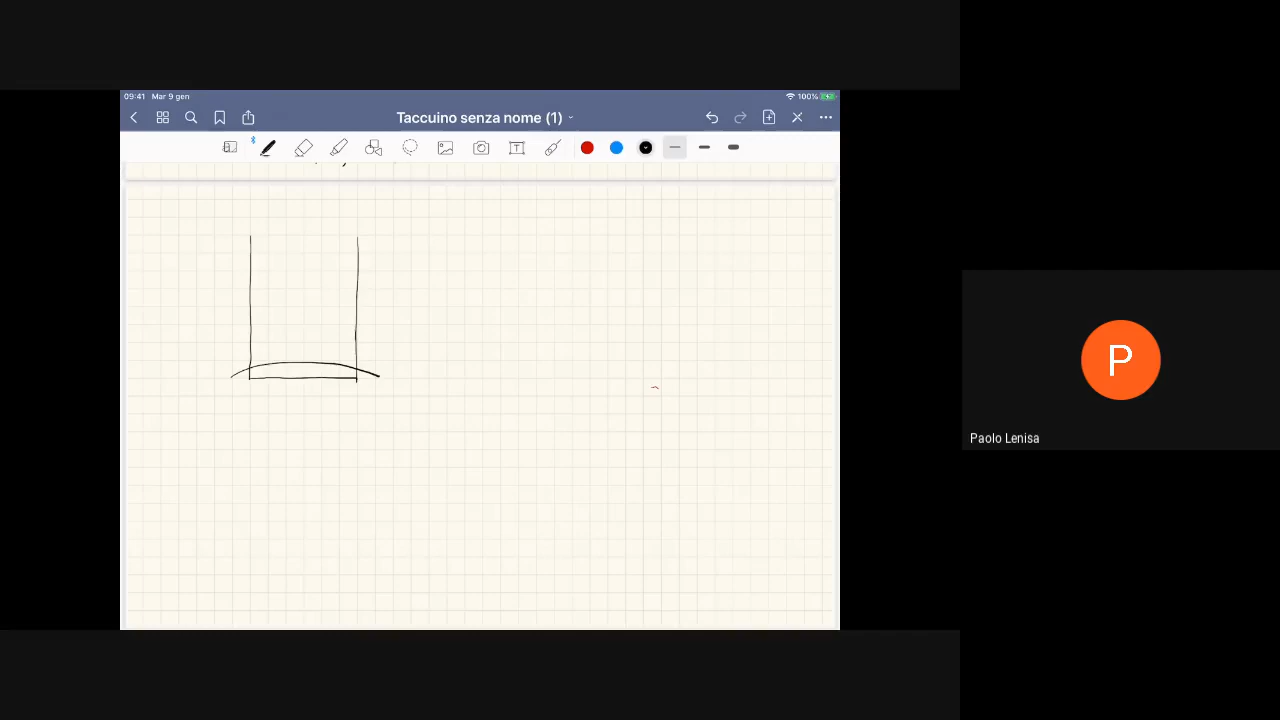 09:41 Mar 9 gen
100%
Taccuino senza nome (1)
T
P
Paolo Lenisa